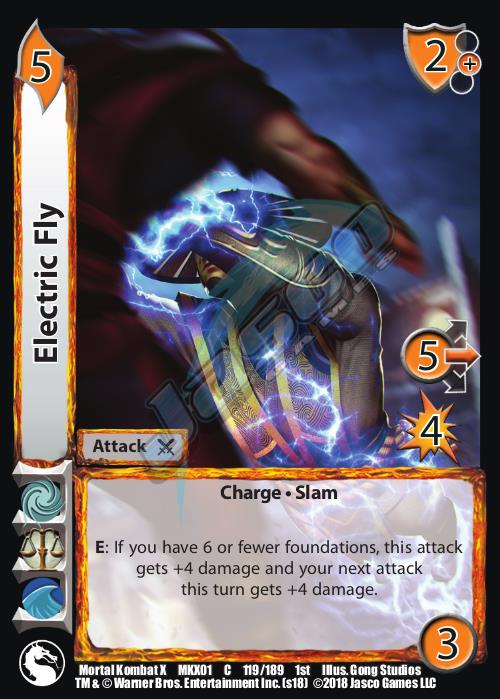 5
2
+
Electric Fly
5
4
Attack
Charge • Slam
E: If you have 6 or fewer foundations, this attack
gets +4 damage and your next attack
this turn gets +4 damage.
3
Mortal Kombat X MKX01 C 119/189 1st Illus. Gong Studios
TM & © Warner Bros. Entertainment Inc. (s18) ©2018 Jasco Games LLC
JASCO
GAMES